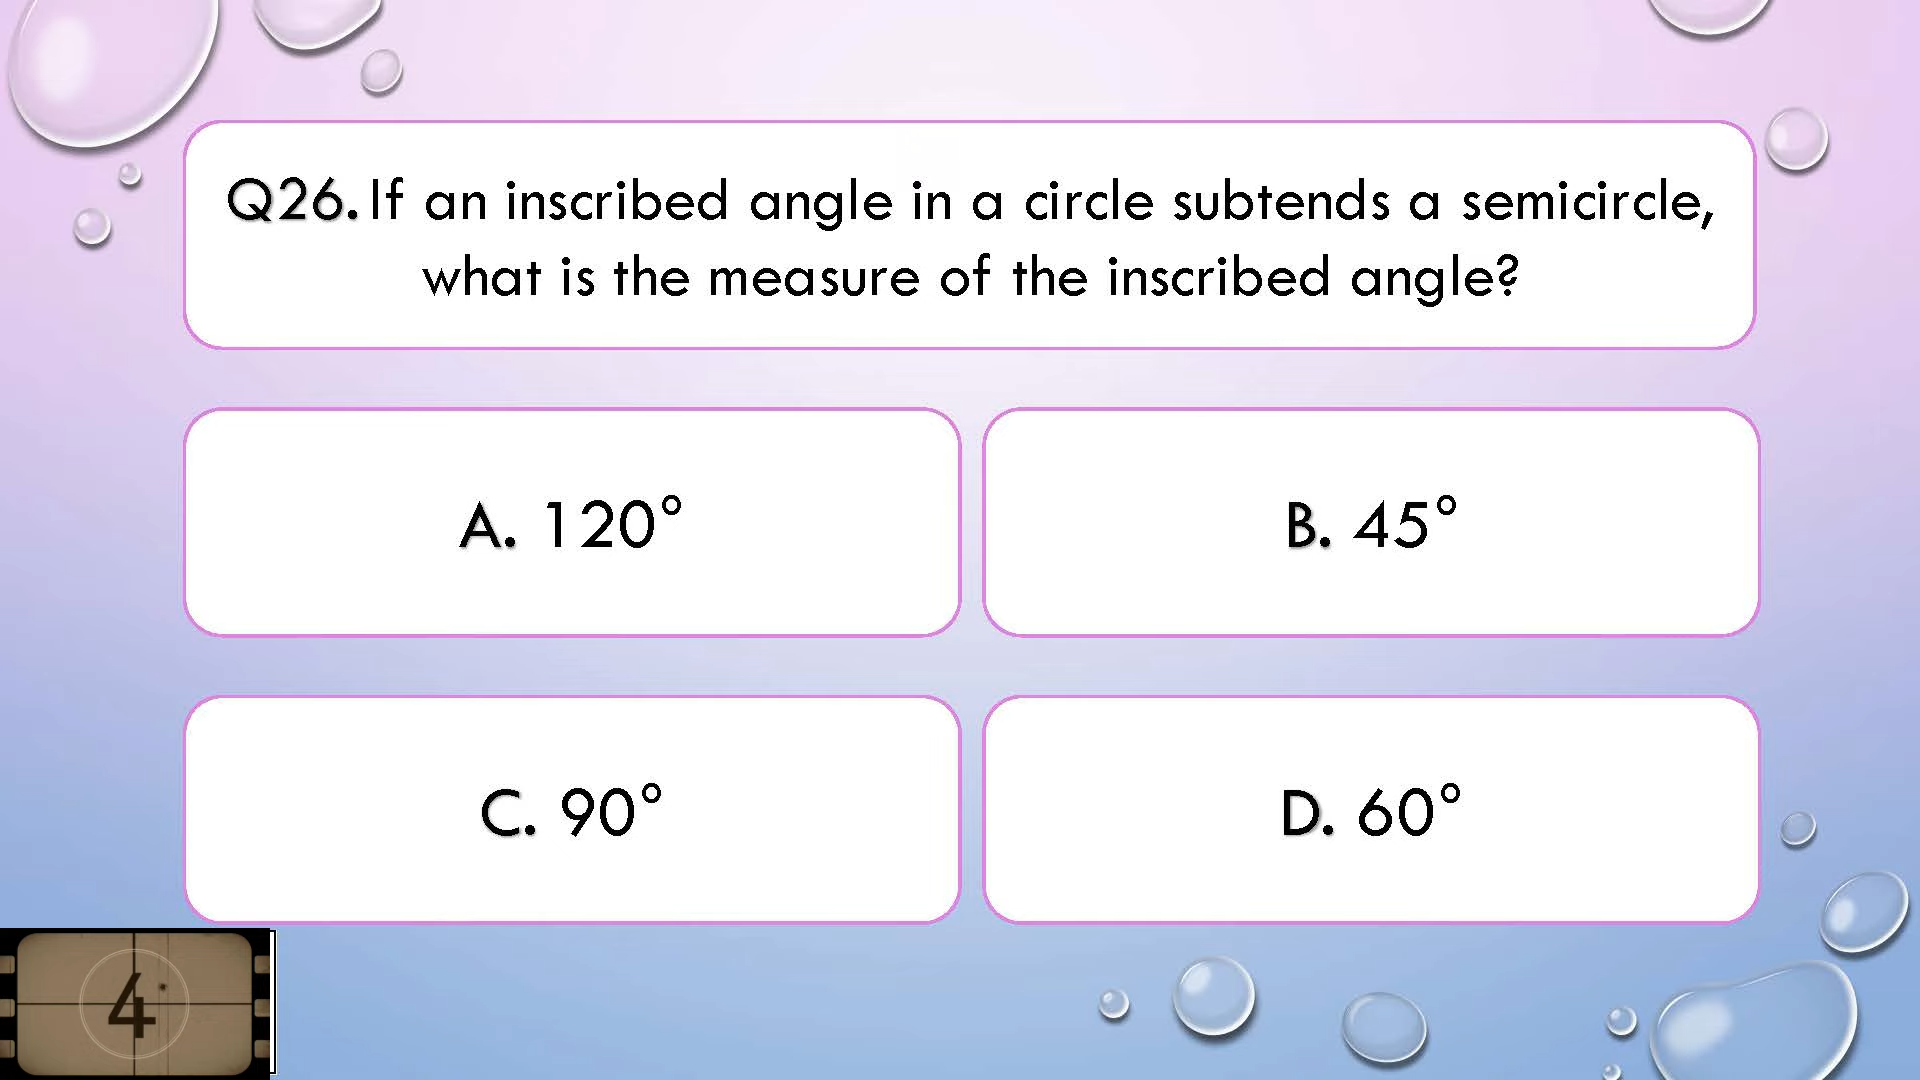 Q26. If an inscribed angle in a circle subtends a semicircle,
what is the measure of the inscribed angle?
A. 120°
B. 45°
C. 90°
D. 60°
4